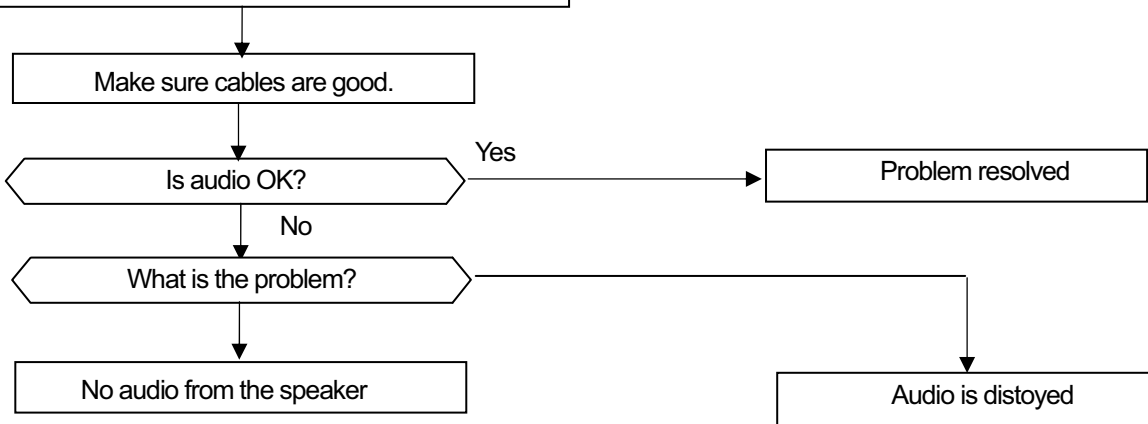 Make sure cables are good.
Yes
Is audio OK?
Problem resolved
No
What is the problem?
No audio from the speaker
Audio is distoyed